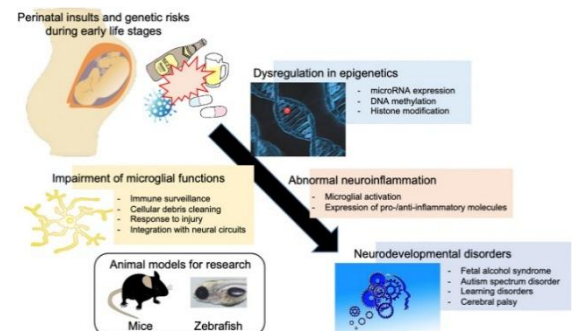 Perinatal insults and genetic risks
during early life stages
Dysregulation in epigenetics
- microRNA expression
- DNA methylation
- Histone modification
Impairment of microglial functions
- Immune surveillance
- Cellular debris cleaning
- Response to injury
- Integration with neural circuits
Abnormal neuroinflammation
- Microglial activation
- Expression of pro-/anti-inflammatory molecules
Neurodevelopmental disorders
- Fetal alcohol syndrome
- Autism spectrum disorder
- Learning disorders
- Cerebral palsy
Animal models for research
Mice
Zebrafish